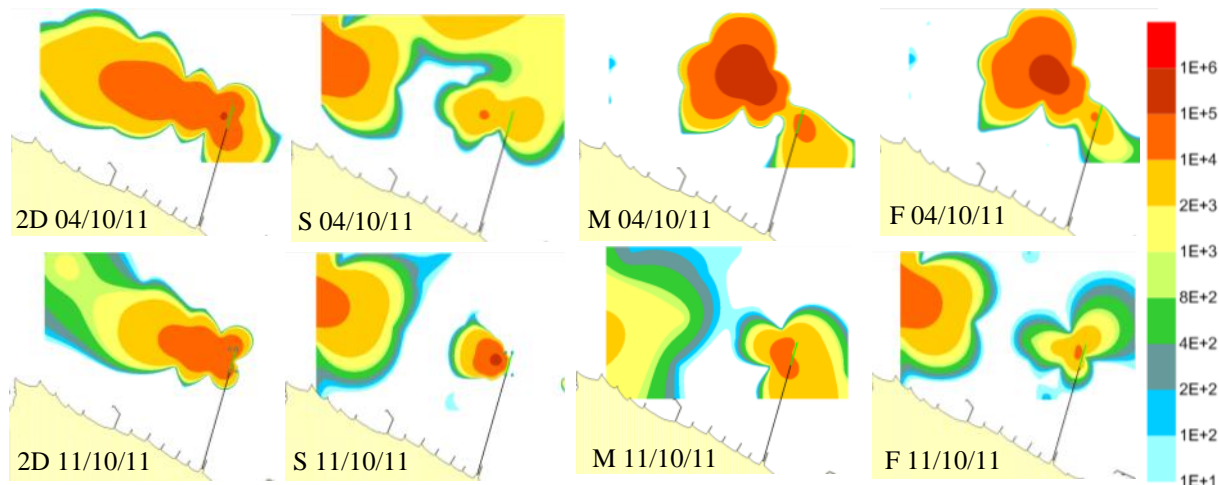 2D 04/10/11
S 04/10/11
M 04/10/11
F 04/10/11
2D 11/10/11
S 11/10/11
M 11/10/11
F 11/10/11
1E+6
1E+5
1E+4
2E+3
1E+3
8E+2
4E+2
2E+2
1E+2
1E+1